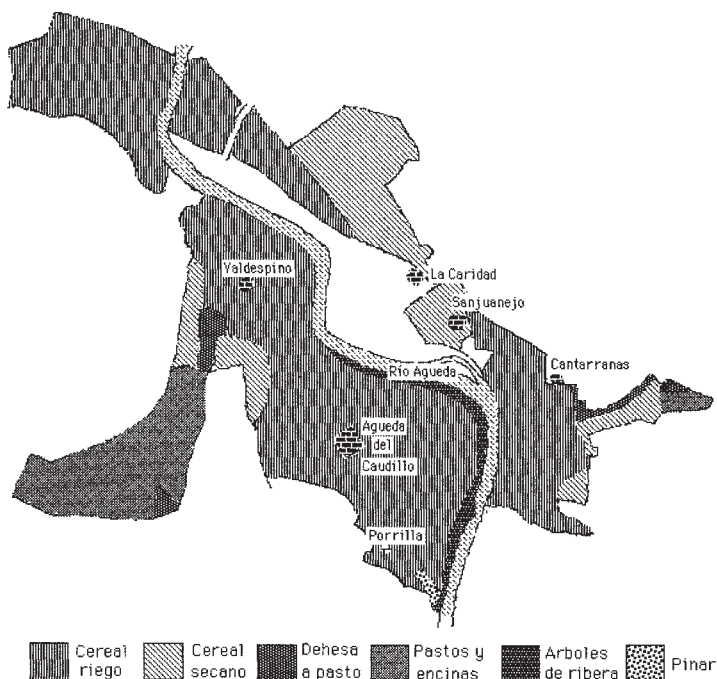 Valdespino
La Caridad
Sanjuanejo
Río Agueda
Cantarranas
Agueda
del
Caudillo
Porrilla
Cereal
riego
Cereal
secano
Dehesa
a pasto
Pastos y
encinas
Arboles
de ribera
Pinar